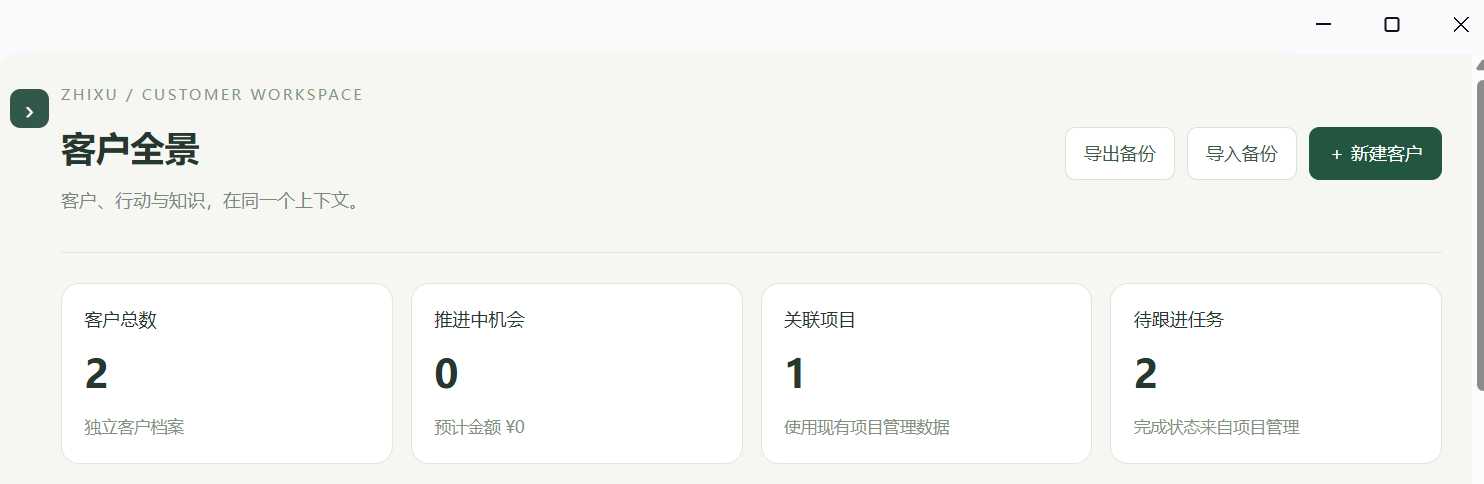 ZHIXU / CUSTOMER WORKSPACE
客户全景
客户、行动与知识，在同一个上下文。
导出备份
导入备份
+ 新建客户
客户总数
2
独立客户档案
推进中机会
0
预计金额 ¥0
关联项目
1
使用现有项目管理数据
待跟进任务
2
完成状态来自项目管理